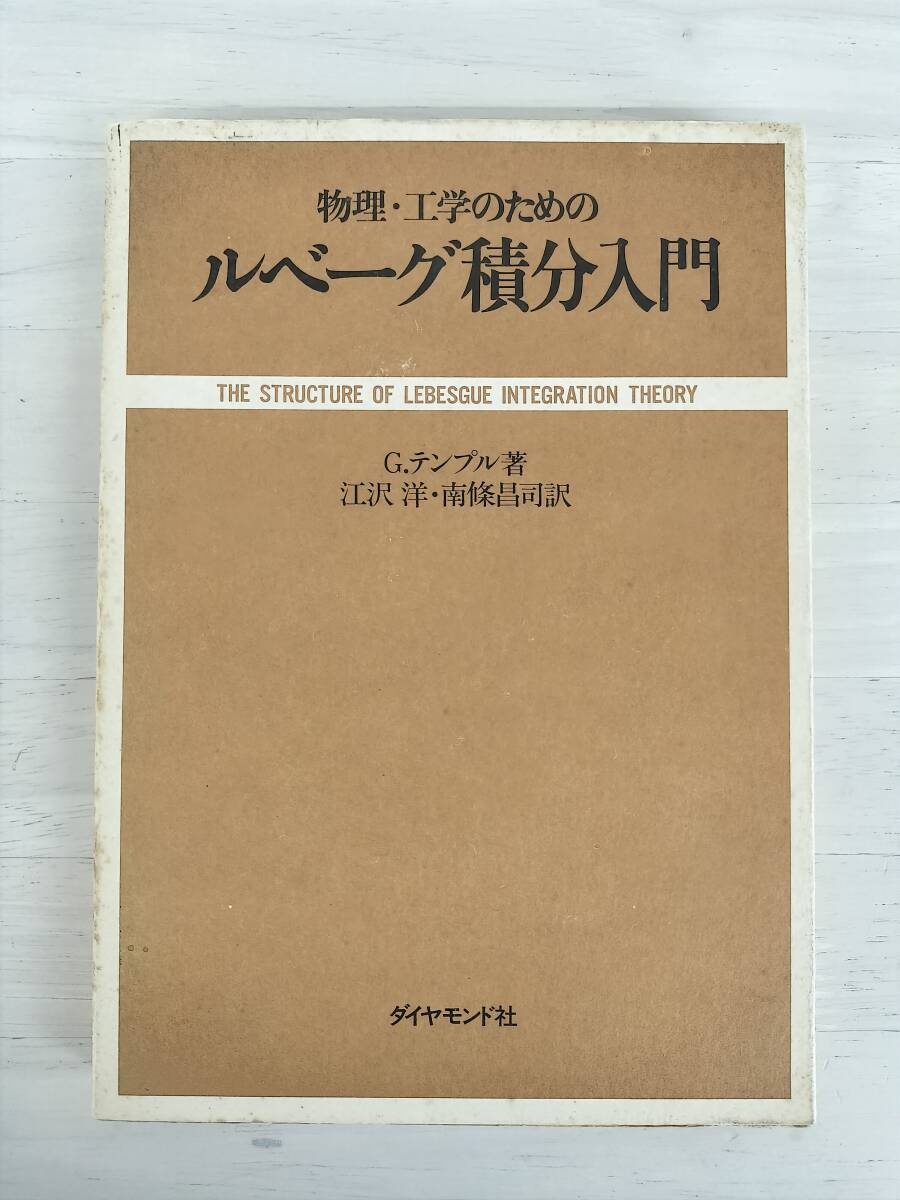 物理・工学のための
ルベーグ積分入門
THE STRUCTURE OF LEBESGUE INTEGRATION THEORY
G.テンプル著
江沢 洋・南條昌司訳
ダイヤモンド社